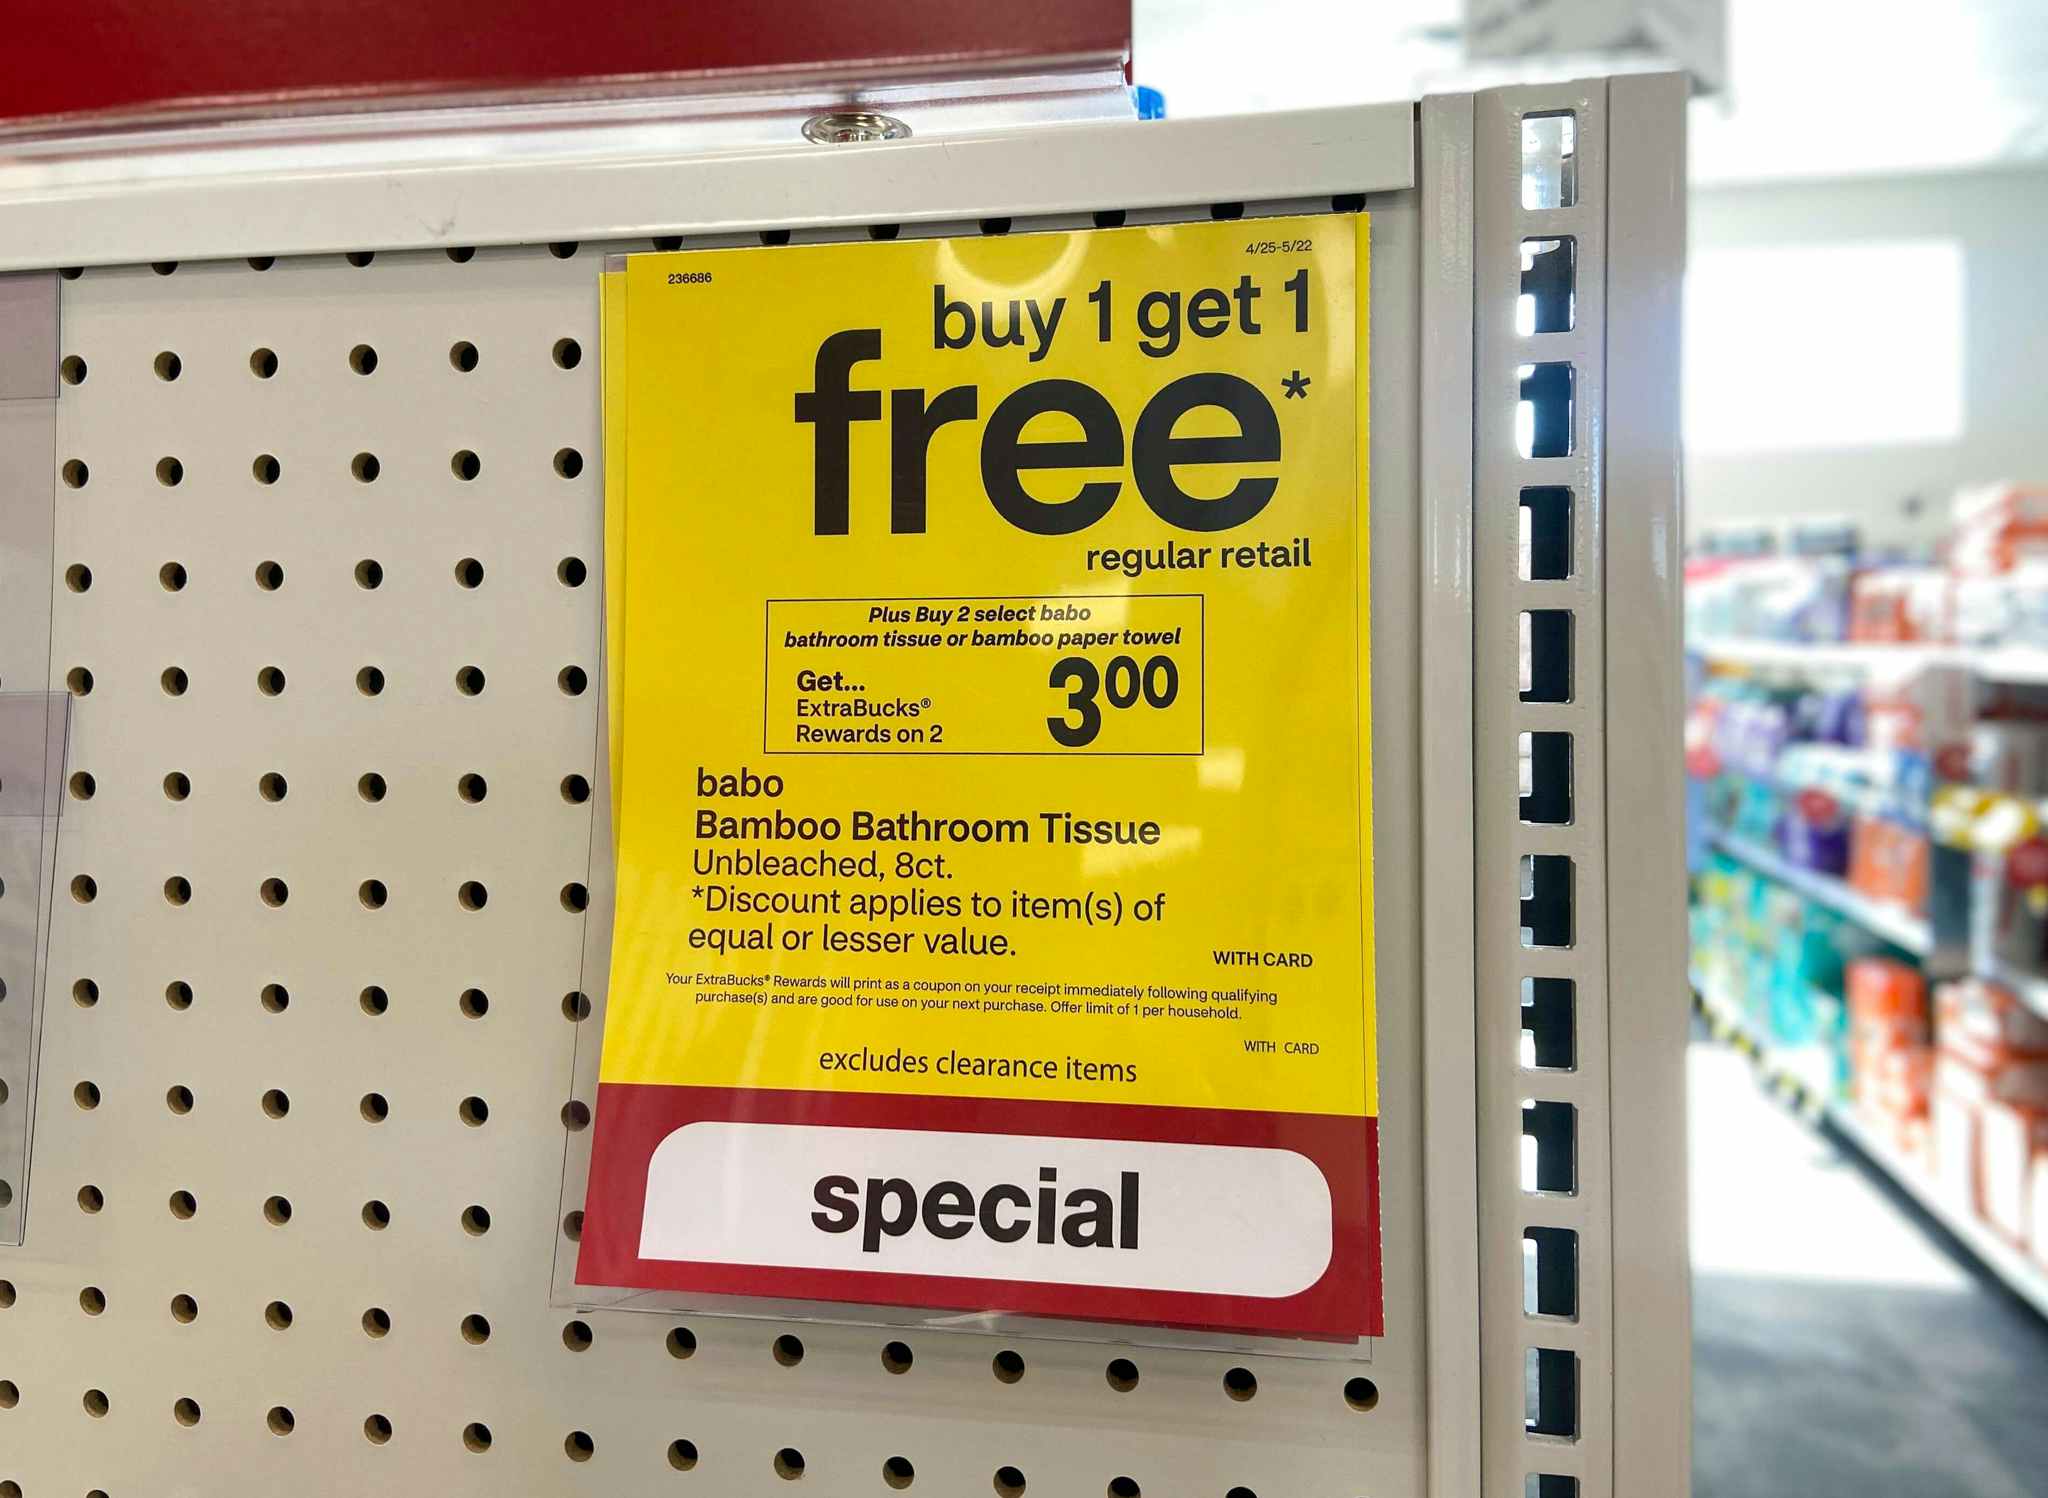 236686
4/25-5/22
buy 1 get 1
free*
regular retail
Plus Buy 2 select babo
bathroom tissue or bamboo paper towel
Get...
ExtraBucks®
Rewards on 2
300
babo
Bamboo Bathroom Tissue
Unbleached, 8ct.
*Discount applies to item(s) of
equal or lesser value.
WITH CARD
Your ExtraBucks® Rewards will print as a coupon on your receipt immediately following qualifying
purchase(s) and are good for use on your next purchase. Offer limit of 1 per household.
WITH CARD
excludes clearance items
special